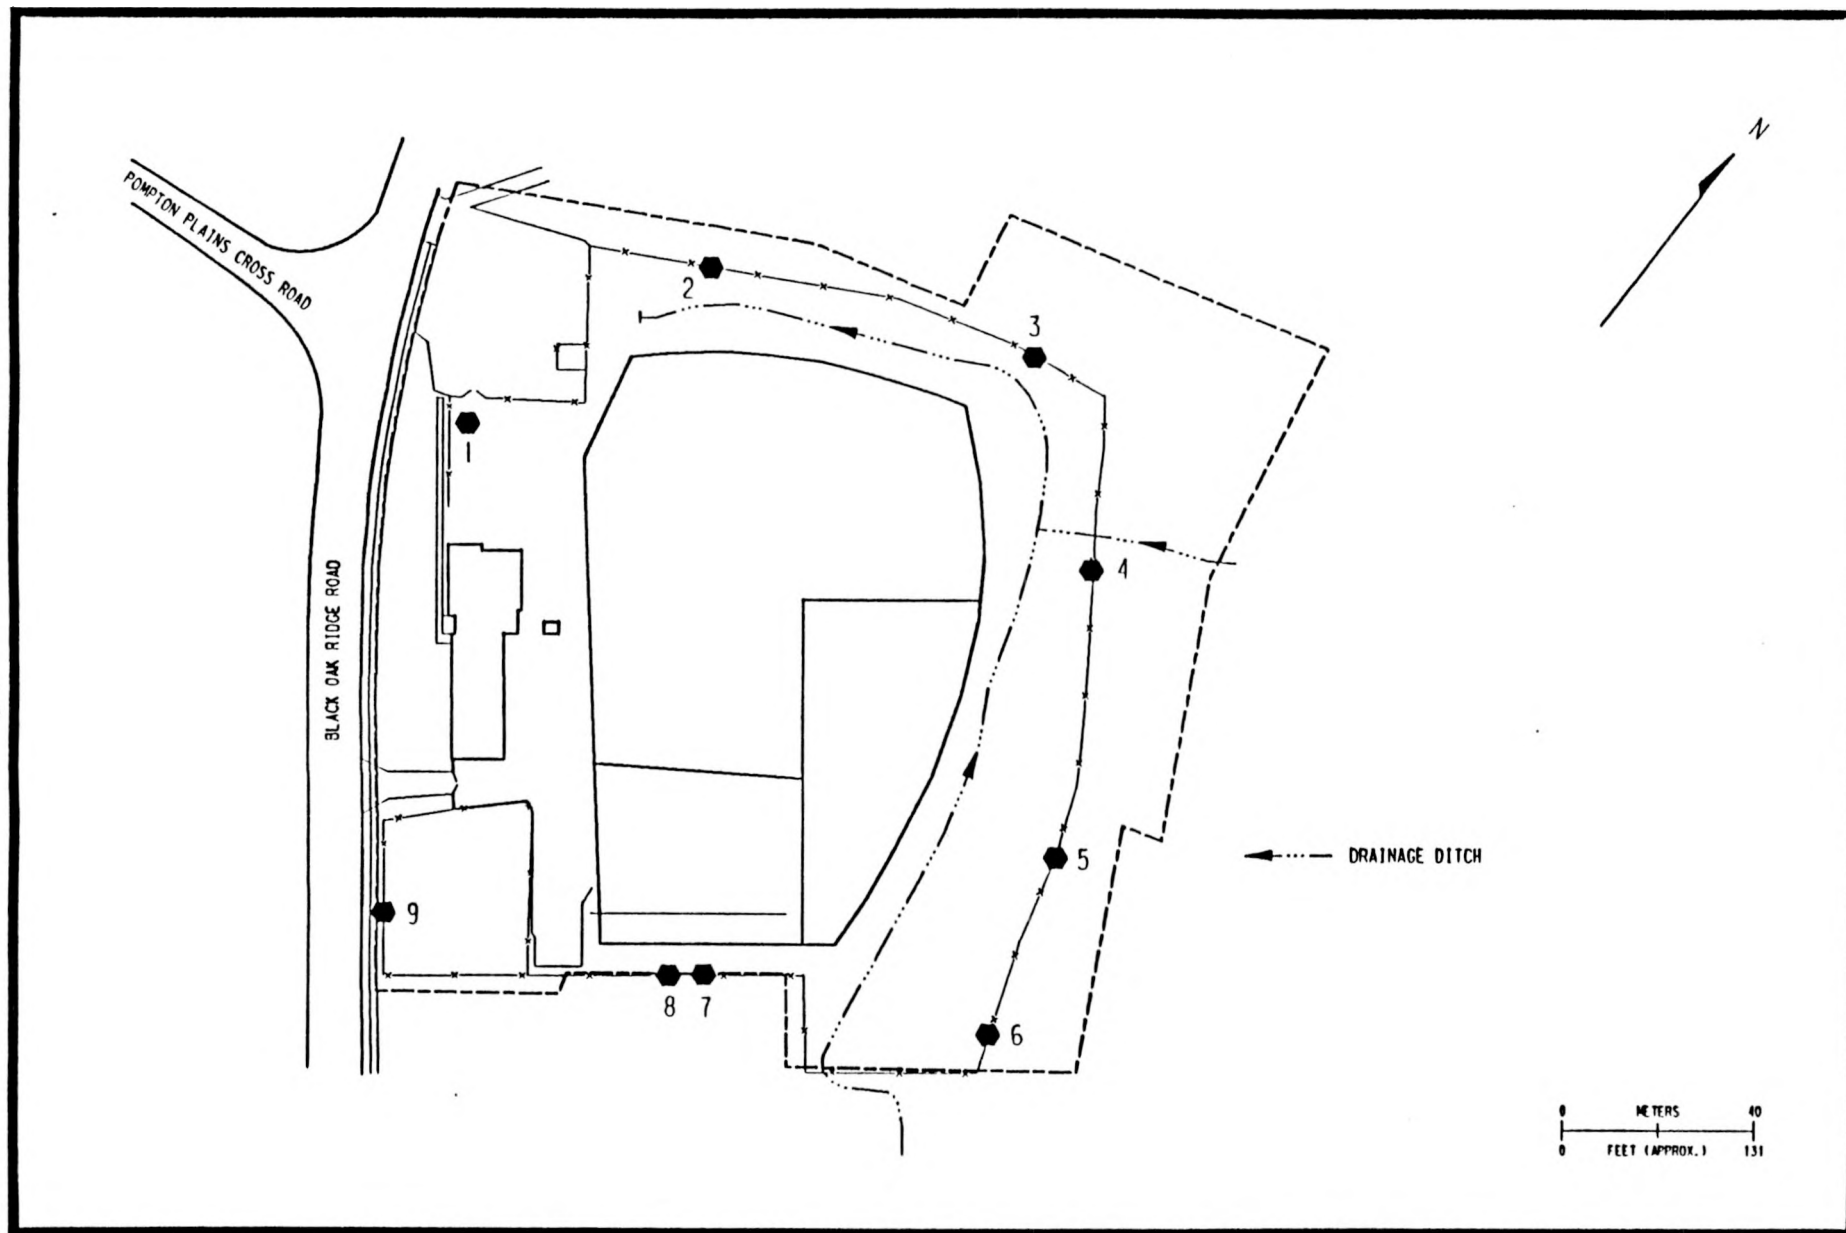 N
POMPTON PLAINS CROSS ROAD
2
3
1
4
BLACK OAK RIDGE ROAD
5
DRAINAGE DITCH
9
8 7
6
0 METERS 40
0 FEET (APPROX.) 131